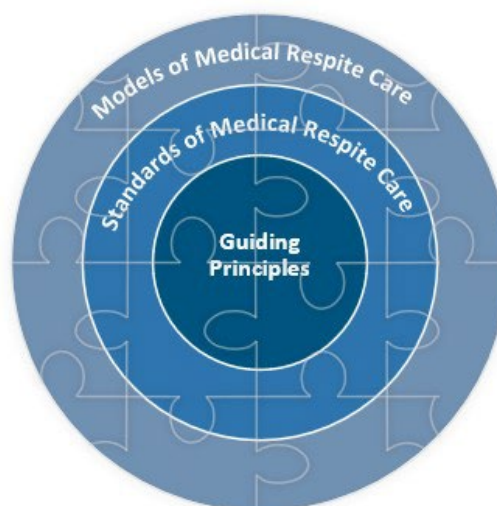 Models of Medical Respite Care
Standards of Medical Respite Care
Guiding
Principles